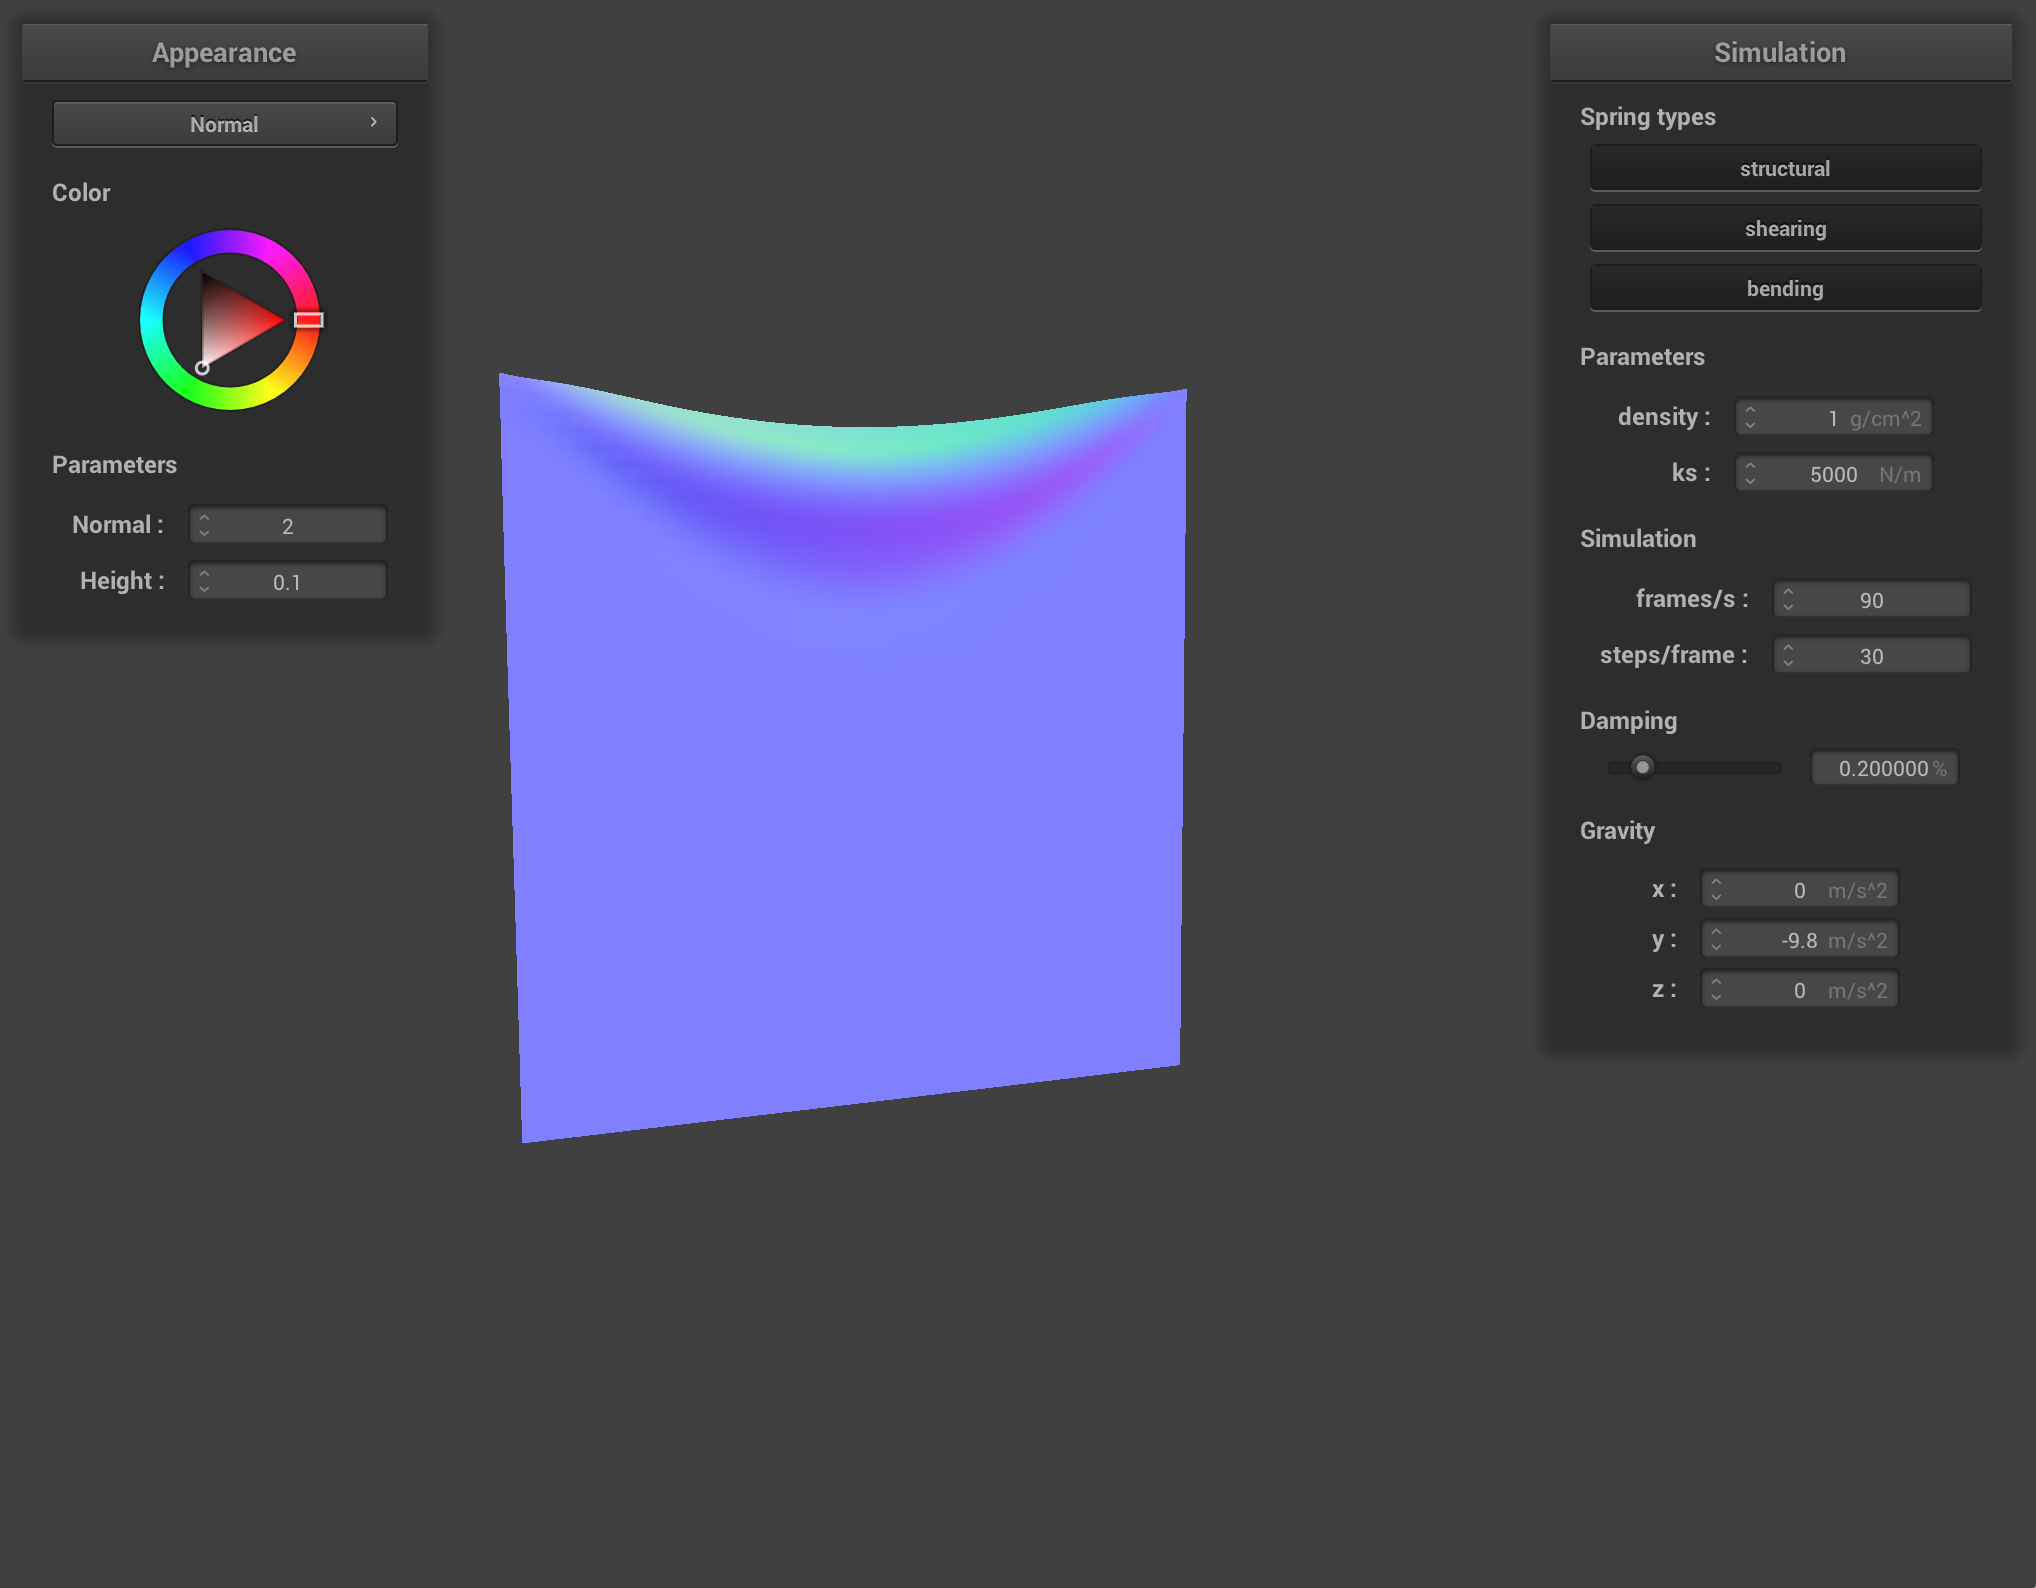 Appearance
Normal
Color
Parameters
Normal : 2
Height : 0.1
Simulation
Spring types
structural
shearing
bending
Parameters
density : 1 g/cm^2
ks : 5000 N/m
Simulation
frames/s : 90
steps/frame : 30
Damping
0.200000 %
Gravity
x : 0 m/s^2
y : -9.8 m/s^2
z : 0 m/s^2